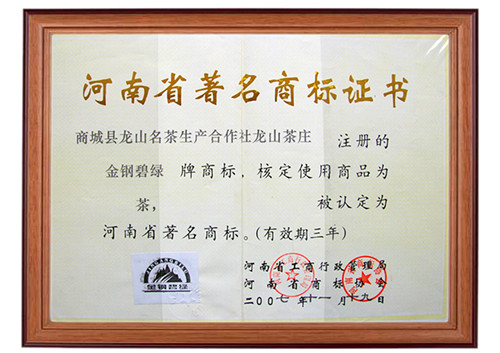 河南省著名商标证书
商城县龙山名茶生产合作社龙山茶庄 注册的
金钢碧绿 牌商标，核定使用商品为
茶， 被认定为
河南省著名商标。(有效期三年)
河南省工商行政管理局
河南省商标协会
二00七年十一月十九日
金钢碧绿